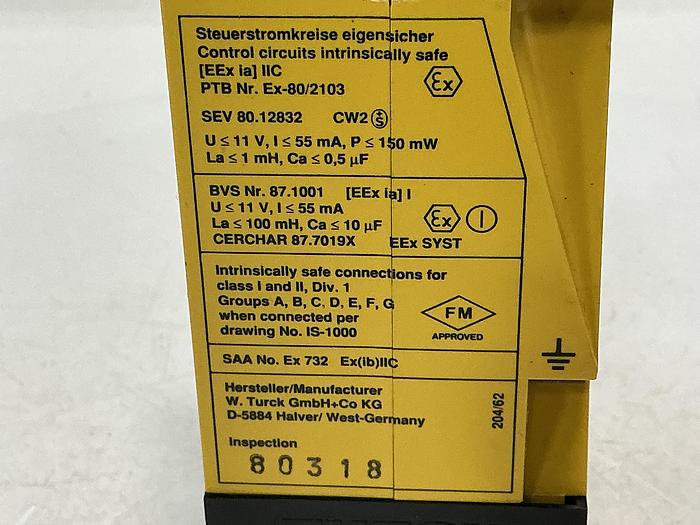 Steuerstromkreise eigensicher
Control circuits intrinsically safe
[EEx ia] IIC
PTB Nr. Ex-80/2103
Ex
SEV 80.12832 CW2 S
U ≤ 11 V, I ≤ 55 mA, P ≤ 150 mW
La ≤ 1 mH, Ca ≤ 0,5 µF
BVS Nr. 87.1001 [EEx ia] I
U ≤ 11 V, I ≤ 55 mA
La ≤ 100 mH, Ca ≤ 10 µF
Ex I
CERCHAR 87.7019X EEx SYST
Intrinsically safe connections for
class I and II, Div. 1
Groups A, B, C, D, E, F, G
when connected per
drawing No. IS-1000
FM
APPROVED
SAA No. Ex 732 Ex(ib)IIC
Hersteller/Manufacturer
W. Turck GmbH+Co KG
D-5884 Halver/ West-Germany
204/62
Inspection
80318